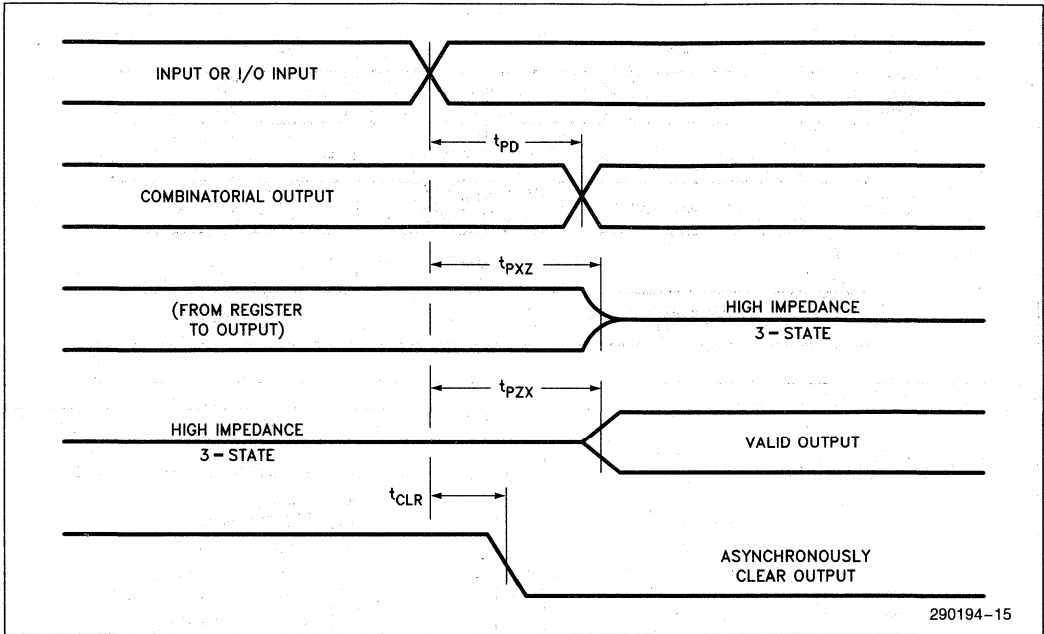 INPUT OR I/O INPUT
tPD
COMBINATORIAL OUTPUT
tPXZ
(FROM REGISTER
TO OUTPUT)
HIGH IMPEDANCE
3-STATE
tPZX
HIGH IMPEDANCE
3-STATE
VALID OUTPUT
tCLR
ASYNCHRONOUSLY
CLEAR OUTPUT
290194-15